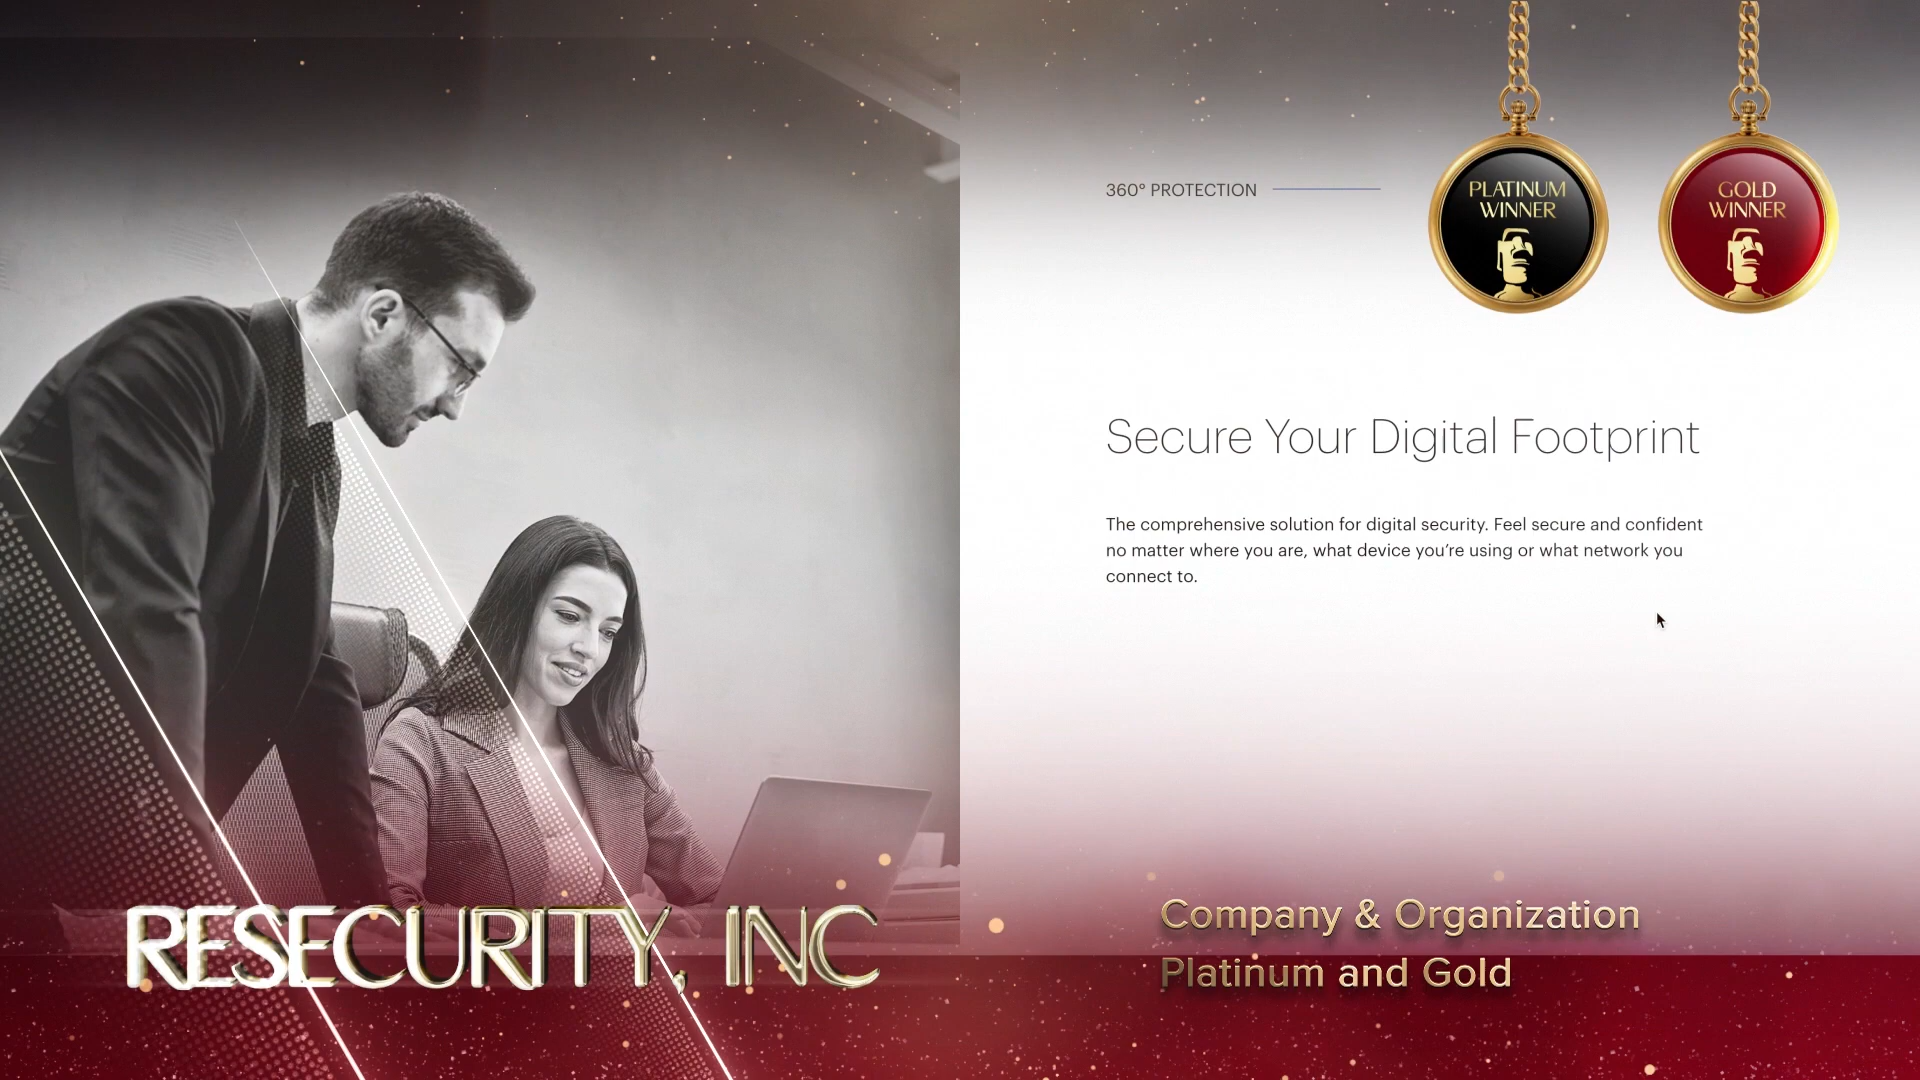 360° PROTECTION
PLATINUM
WINNER
GOLD
WINNER
Secure Your Digital Footprint
The comprehensive solution for digital security. Feel secure and confident
no matter where you are, what device you’re using or what network you
connect to.
RESECURITY, INC
Company & Organization
Platinum and Gold